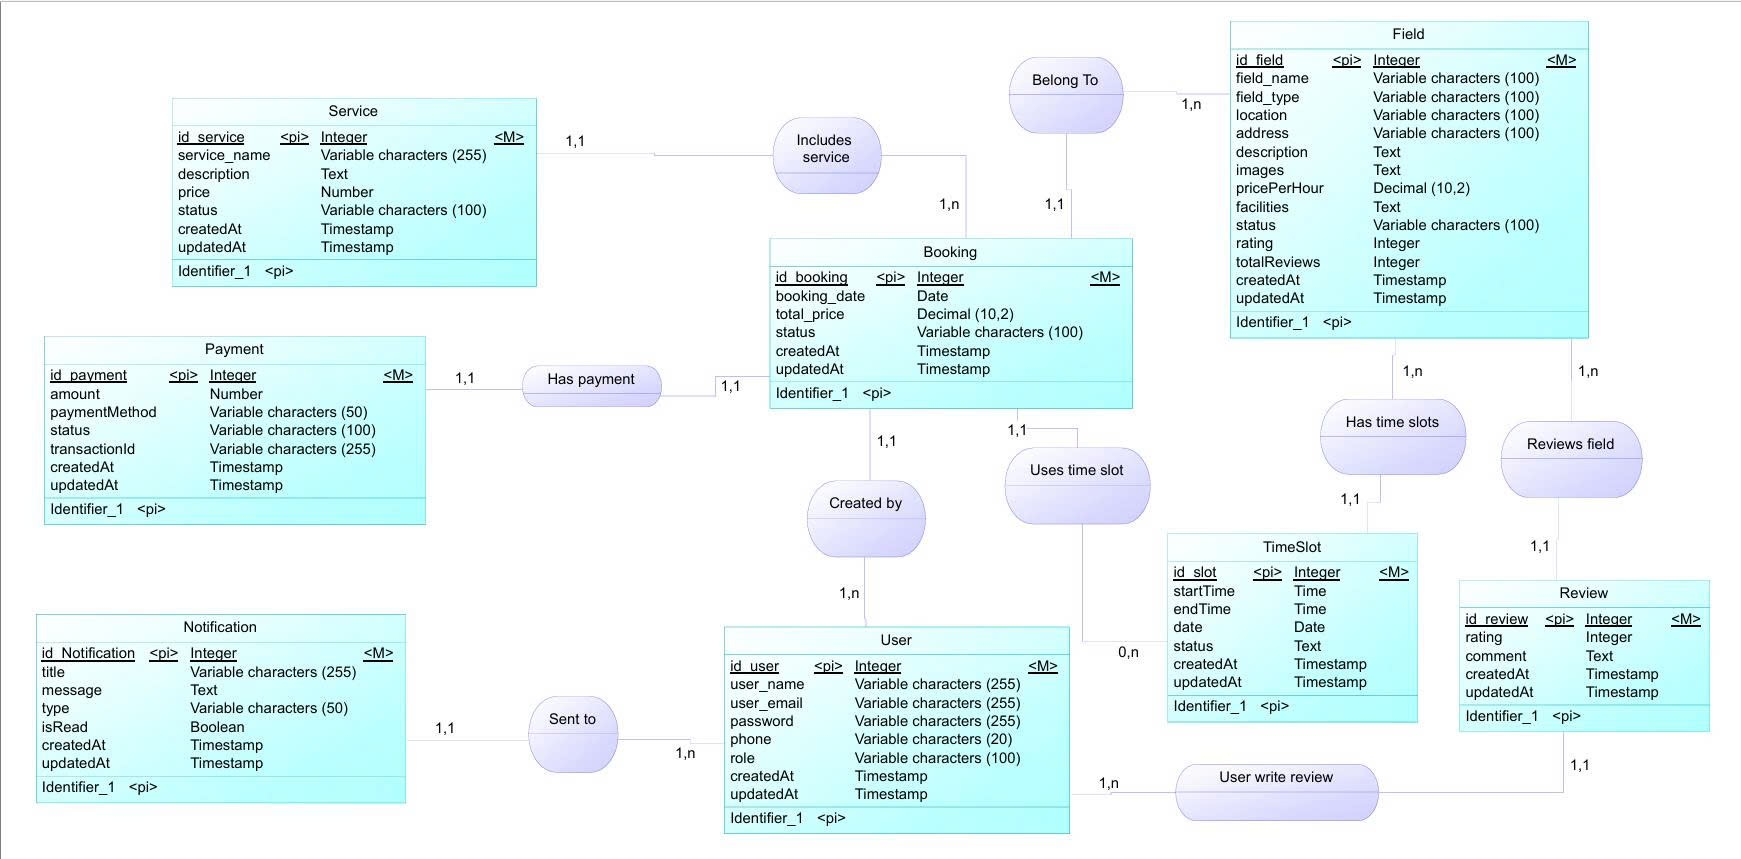 Field
id_field <pi> Integer <M>
field_name Variable characters (100)
field_type Variable characters (100)
location Variable characters (100)
address Variable characters (100)
description Text
images Text
pricePerHour Decimal (10,2)
facilities Text
status Variable characters (100)
rating Integer
totalReviews Integer
createdAt Timestamp
updatedAt Timestamp
Identifier_1 <pi>
Belong To
1,n
1,1
Service
id_service <pi> Integer <M>
service_name Variable characters (255)
description Text
price Number
status Variable characters (100)
createdAt Timestamp
updatedAt Timestamp
Identifier_1 <pi>
1,1
Includes
service
1,n
Booking
id_booking <pi> Integer <M>
booking_date Date
total_price Decimal (10,2)
status Variable characters (100)
createdAt Timestamp
updatedAt Timestamp
Identifier_1 <pi>
Payment
id_payment <pi> Integer <M>
amount Number
paymentMethod Variable characters (50)
status Variable characters (100)
transactionId Variable characters (255)
createdAt Timestamp
updatedAt Timestamp
Identifier_1 <pi>
1,1
Has payment
1,1
1,n
Has time slots
1,1
1,n
Reviews field
1,1
1,1
Created by
1,n
1,1
Uses time slot
0,n
TimeSlot
id_slot <pi> Integer <M>
startTime Time
endTime Time
date Date
status Text
createdAt Timestamp
updatedAt Timestamp
Identifier_1 <pi>
Review
id_review <pi> Integer <M>
rating Integer
comment Text
createdAt Timestamp
updatedAt Timestamp
Identifier_1 <pi>
Notification
id_Notification <pi> Integer <M>
title Variable characters (255)
message Text
type Variable characters (50)
isRead Boolean
createdAt Timestamp
updatedAt Timestamp
Identifier_1 <pi>
1,1
Sent to
1,n
User
id_user <pi> Integer <M>
user_name Variable characters (255)
user_email Variable characters (255)
password Variable characters (255)
phone Variable characters (20)
role Variable characters (100)
createdAt Timestamp
updatedAt Timestamp
Identifier_1 <pi>
1,n
User write review
1,1